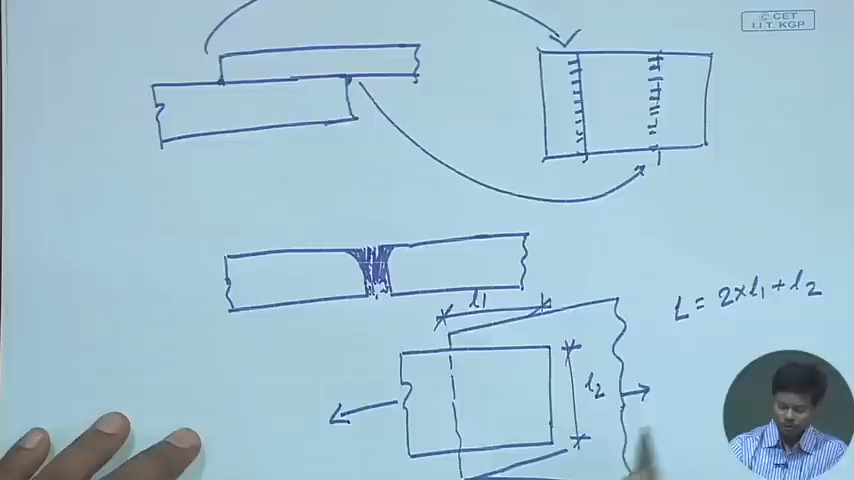 © CET
I.I.T. KGP
l1
L = 2×l1 + l2
l2